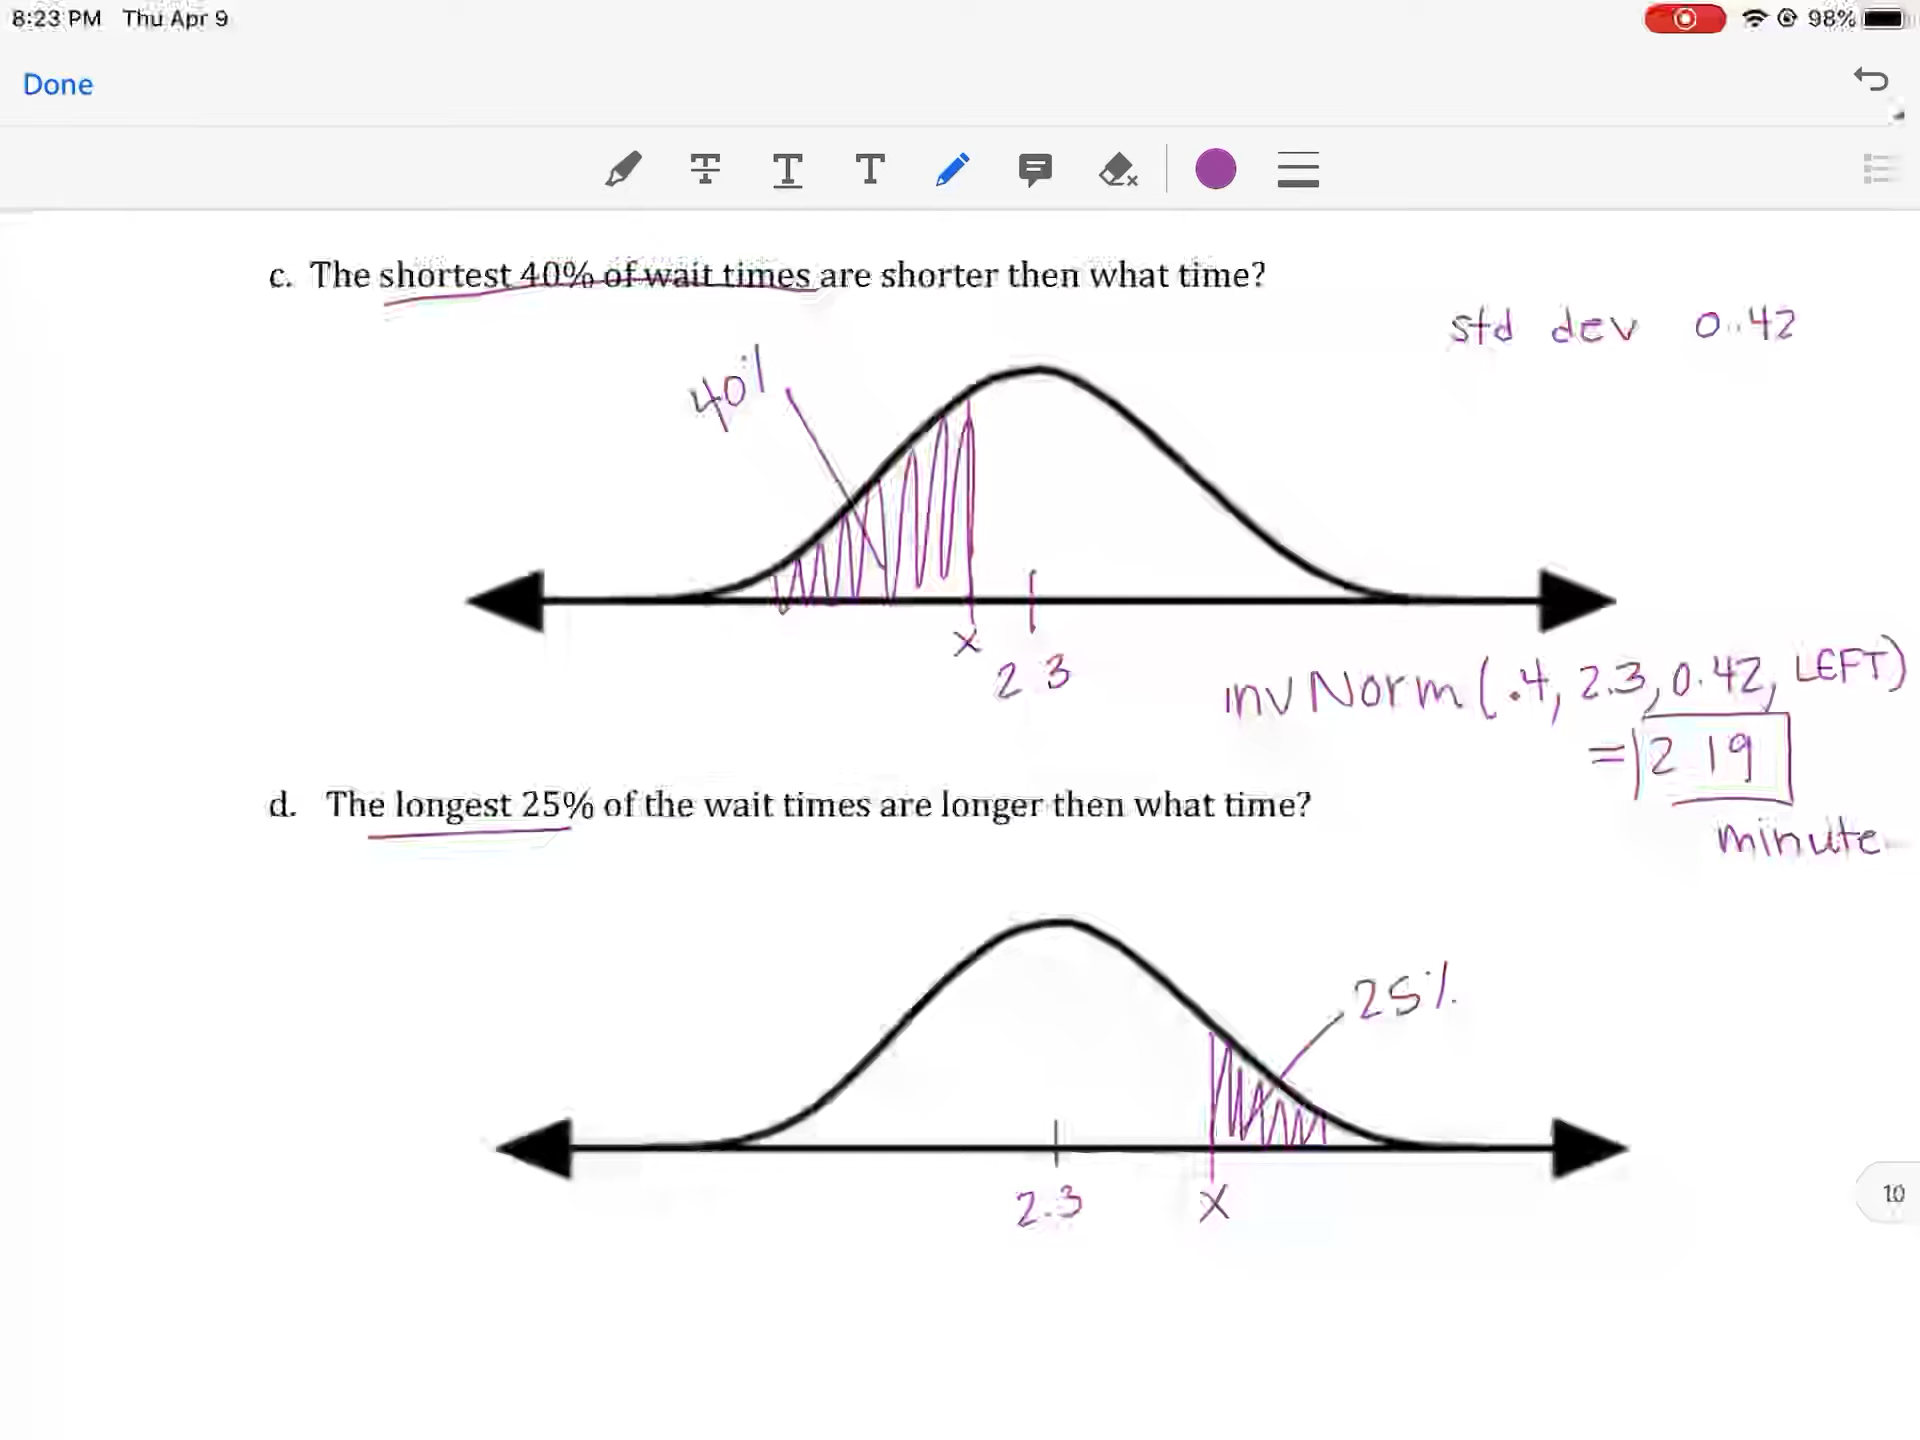 8:23 PM Thu Apr 9
98%
Done
T T T
c. The shortest 40% of wait times are shorter then what time?
std dev 0.42
40%
x
2 3
invNorm(.4, 2.3, 0.42, LEFT)
= 2 19
minute
d. The longest 25% of the wait times are longer then what time?
25%
2.3 X
10